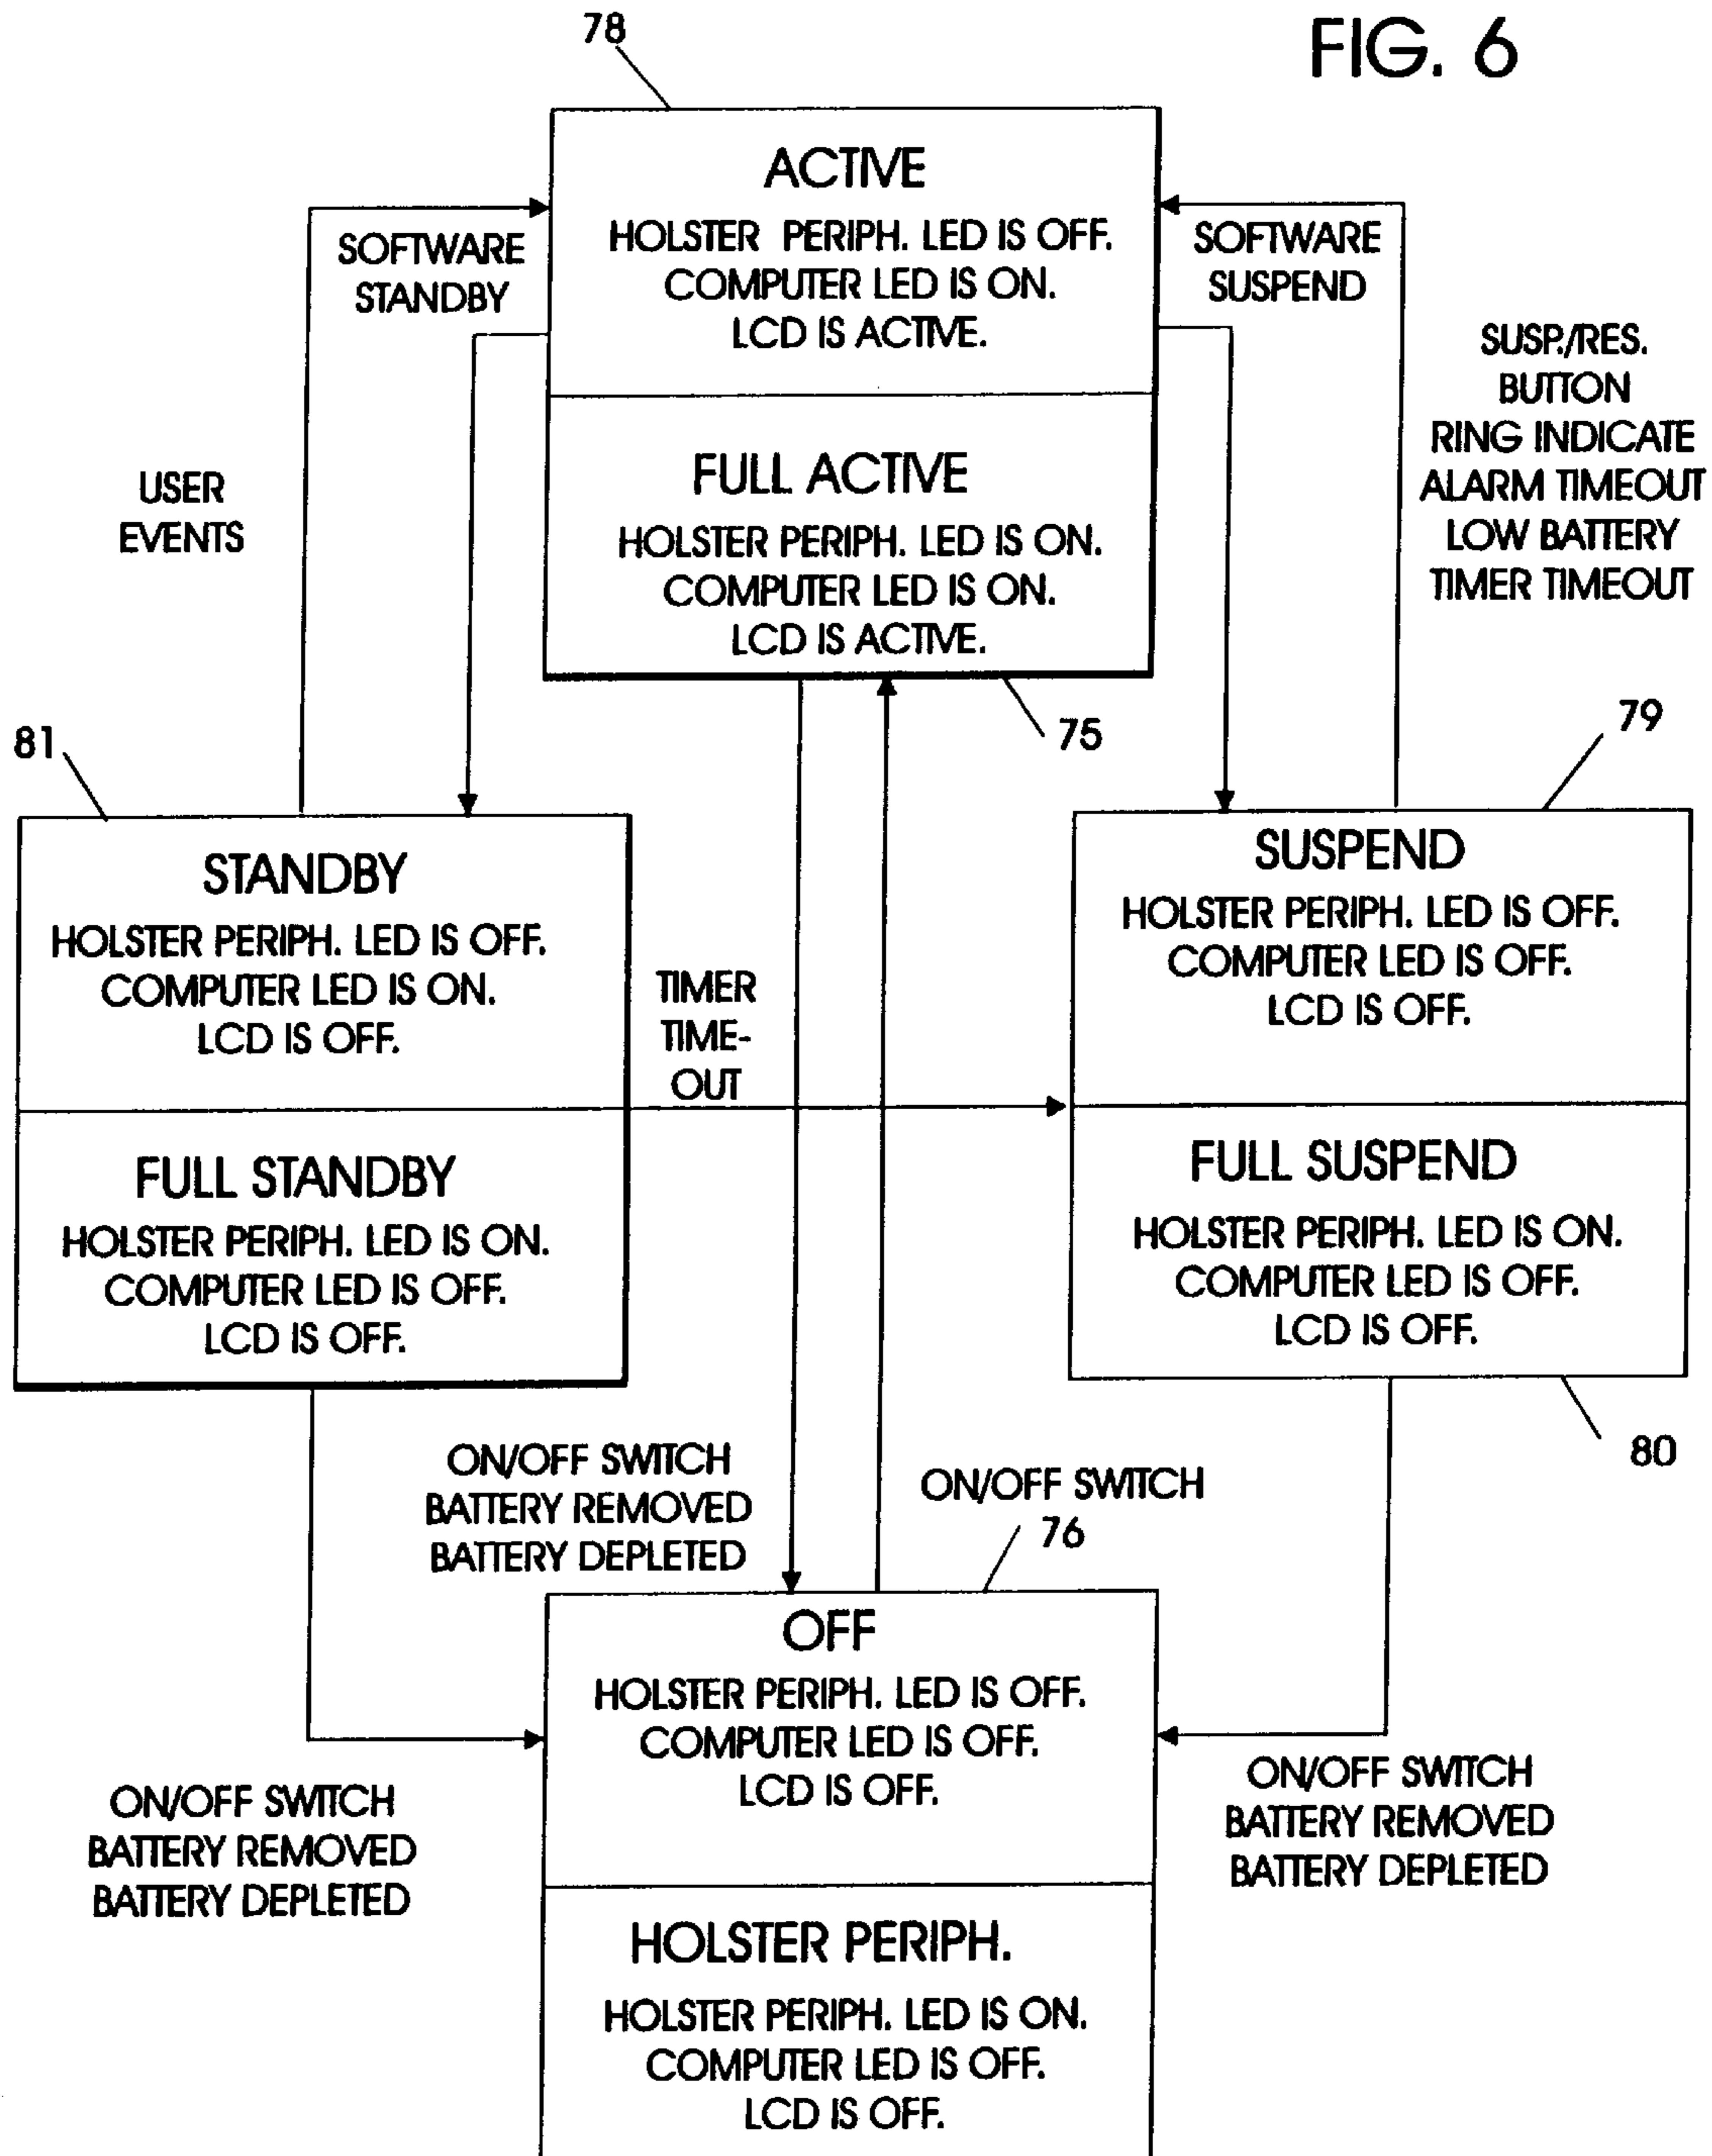 FIG. 6
78
ACTIVE
HOLSTER PERIPH. LED IS OFF.
COMPUTER LED IS ON.
LCD IS ACTIVE.
SOFTWARE
STANDBY
SOFTWARE
SUSPEND
FULL ACTIVE
HOLSTER PERIPH. LED IS ON.
COMPUTER LED IS ON.
LCD IS ACTIVE.
USER
EVENTS
SUSP./RES.
BUTTON
RING INDICATE
ALARM TIMEOUT
LOW BATTERY
TIMER TIMEOUT
75
81
79
STANDBY
HOLSTER PERIPH. LED IS OFF.
COMPUTER LED IS ON.
LCD IS OFF.
TIMER
TIME-
OUT
SUSPEND
HOLSTER PERIPH. LED IS OFF.
COMPUTER LED IS OFF.
LCD IS OFF.
FULL STANDBY
HOLSTER PERIPH. LED IS ON.
COMPUTER LED IS OFF.
LCD IS OFF.
FULL SUSPEND
HOLSTER PERIPH. LED IS ON.
COMPUTER LED IS OFF.
LCD IS OFF.
80
ON/OFF SWITCH
BATTERY REMOVED
BATTERY DEPLETED
ON/OFF SWITCH
76
OFF
HOLSTER PERIPH. LED IS OFF.
COMPUTER LED IS OFF.
LCD IS OFF.
ON/OFF SWITCH
BATTERY REMOVED
BATTERY DEPLETED
ON/OFF SWITCH
BATTERY REMOVED
BATTERY DEPLETED
HOLSTER PERIPH.
HOLSTER PERIPH. LED IS ON.
COMPUTER LED IS OFF.
LCD IS OFF.